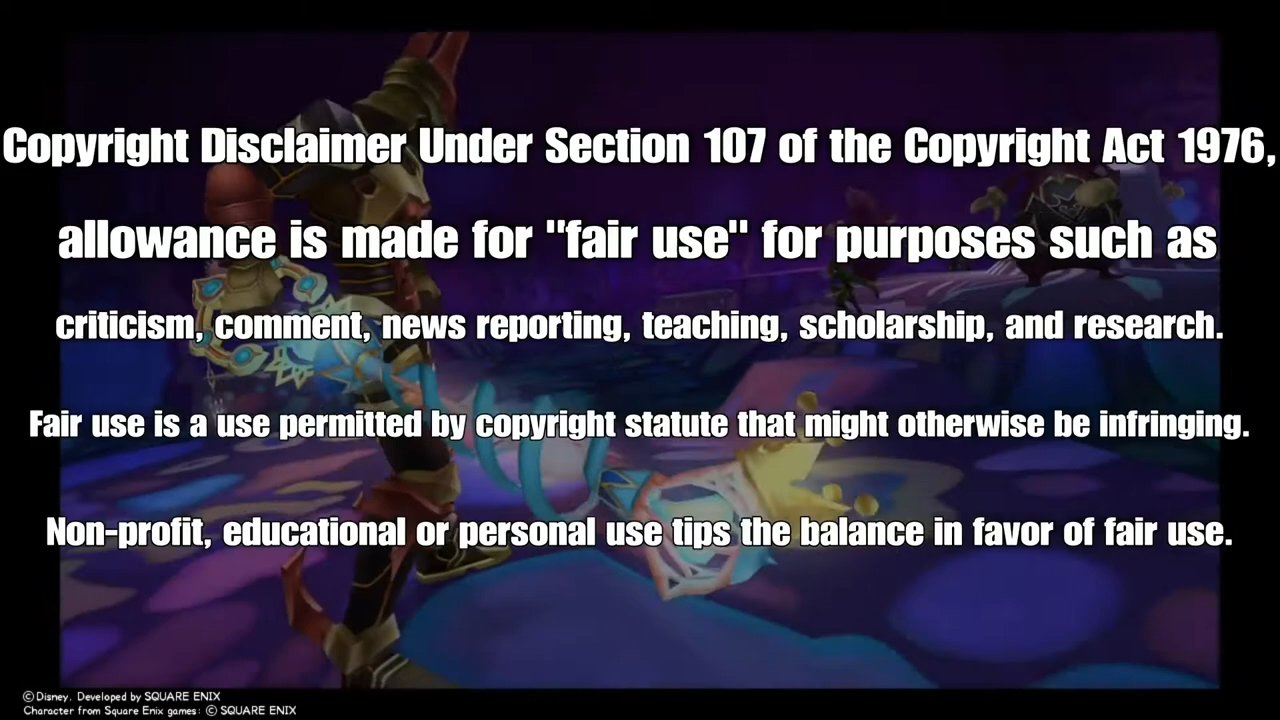 Copyright Disclaimer Under Section 107 of the Copyright Act 1976,
allowance is made for "fair use" for purposes such as
criticism, comment, news reporting, teaching, scholarship, and research.
Fair use is a use permitted by copyright statute that might otherwise be infringing.
Non-profit, educational or personal use tips the balance in favor of fair use.
© Disney. Developed by SQUARE ENIX
Character from Square Enix games: © SQUARE ENIX